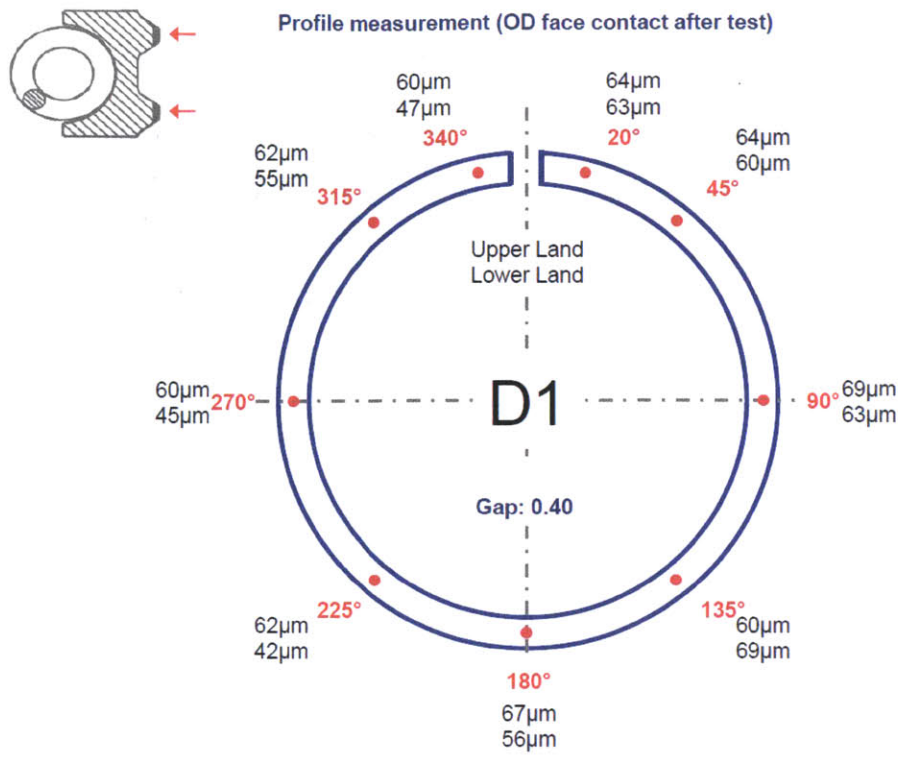 Profile measurement (OD face contact after test)
60µm
47µm
340°
64µm
63µm
20°
62µm
55µm
315°
64µm
60µm
45°
Upper Land
Lower Land
60µm
45µm
270°
D1
90°
69µm
63µm
Gap: 0.40
225°
62µm
42µm
135°
60µm
69µm
180°
67µm
56µm